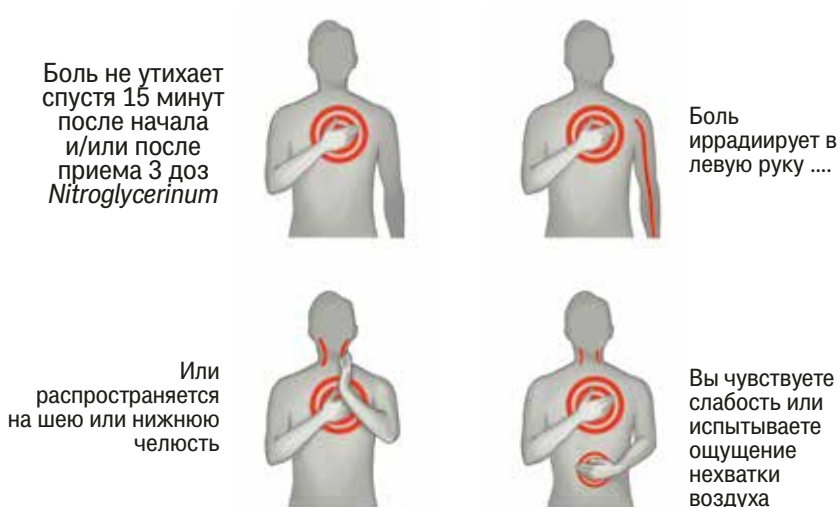 Боль не утихает
спустя 15 минут
после начала
и/или после
приема 3 доз
Nitroglycerinum
Боль
иррадиирует в
левую руку ....
Или
распространяется
на шею или нижнюю
челюсть
Вы чувствуете
слабость или
испытываете
ощущение
нехватки
воздуха